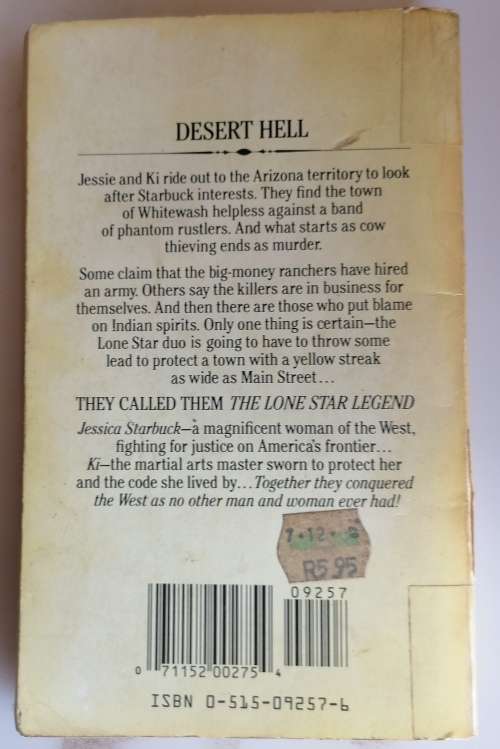 DESERT HELL
Jessie and Ki ride out to the Arizona territory to look
after Starbuck interests. They find the town
of Whitewash helpless against a band
of phantom rustlers. And what starts as cow
thieving ends as murder.
Some claim that the big-money ranchers have hired
an army. Others say the killers are in business for
themselves. And then there are those who put blame
on Indian spirits. Only one thing is certain—the
Lone Star duo is going to have to throw some
lead to protect a town with a yellow streak
as wide as Main Street...
THEY CALLED THEM THE LONE STAR LEGEND
Jessica Starbuck—a magnificent woman of the West,
fighting for justice on America's frontier...
Ki—the martial arts master sworn to protect her
and the code she lived by...Together they conquered
the West as no other man and woman ever had!
R5.95
09257
0 71152 00275 4
ISBN 0-515-09257-6